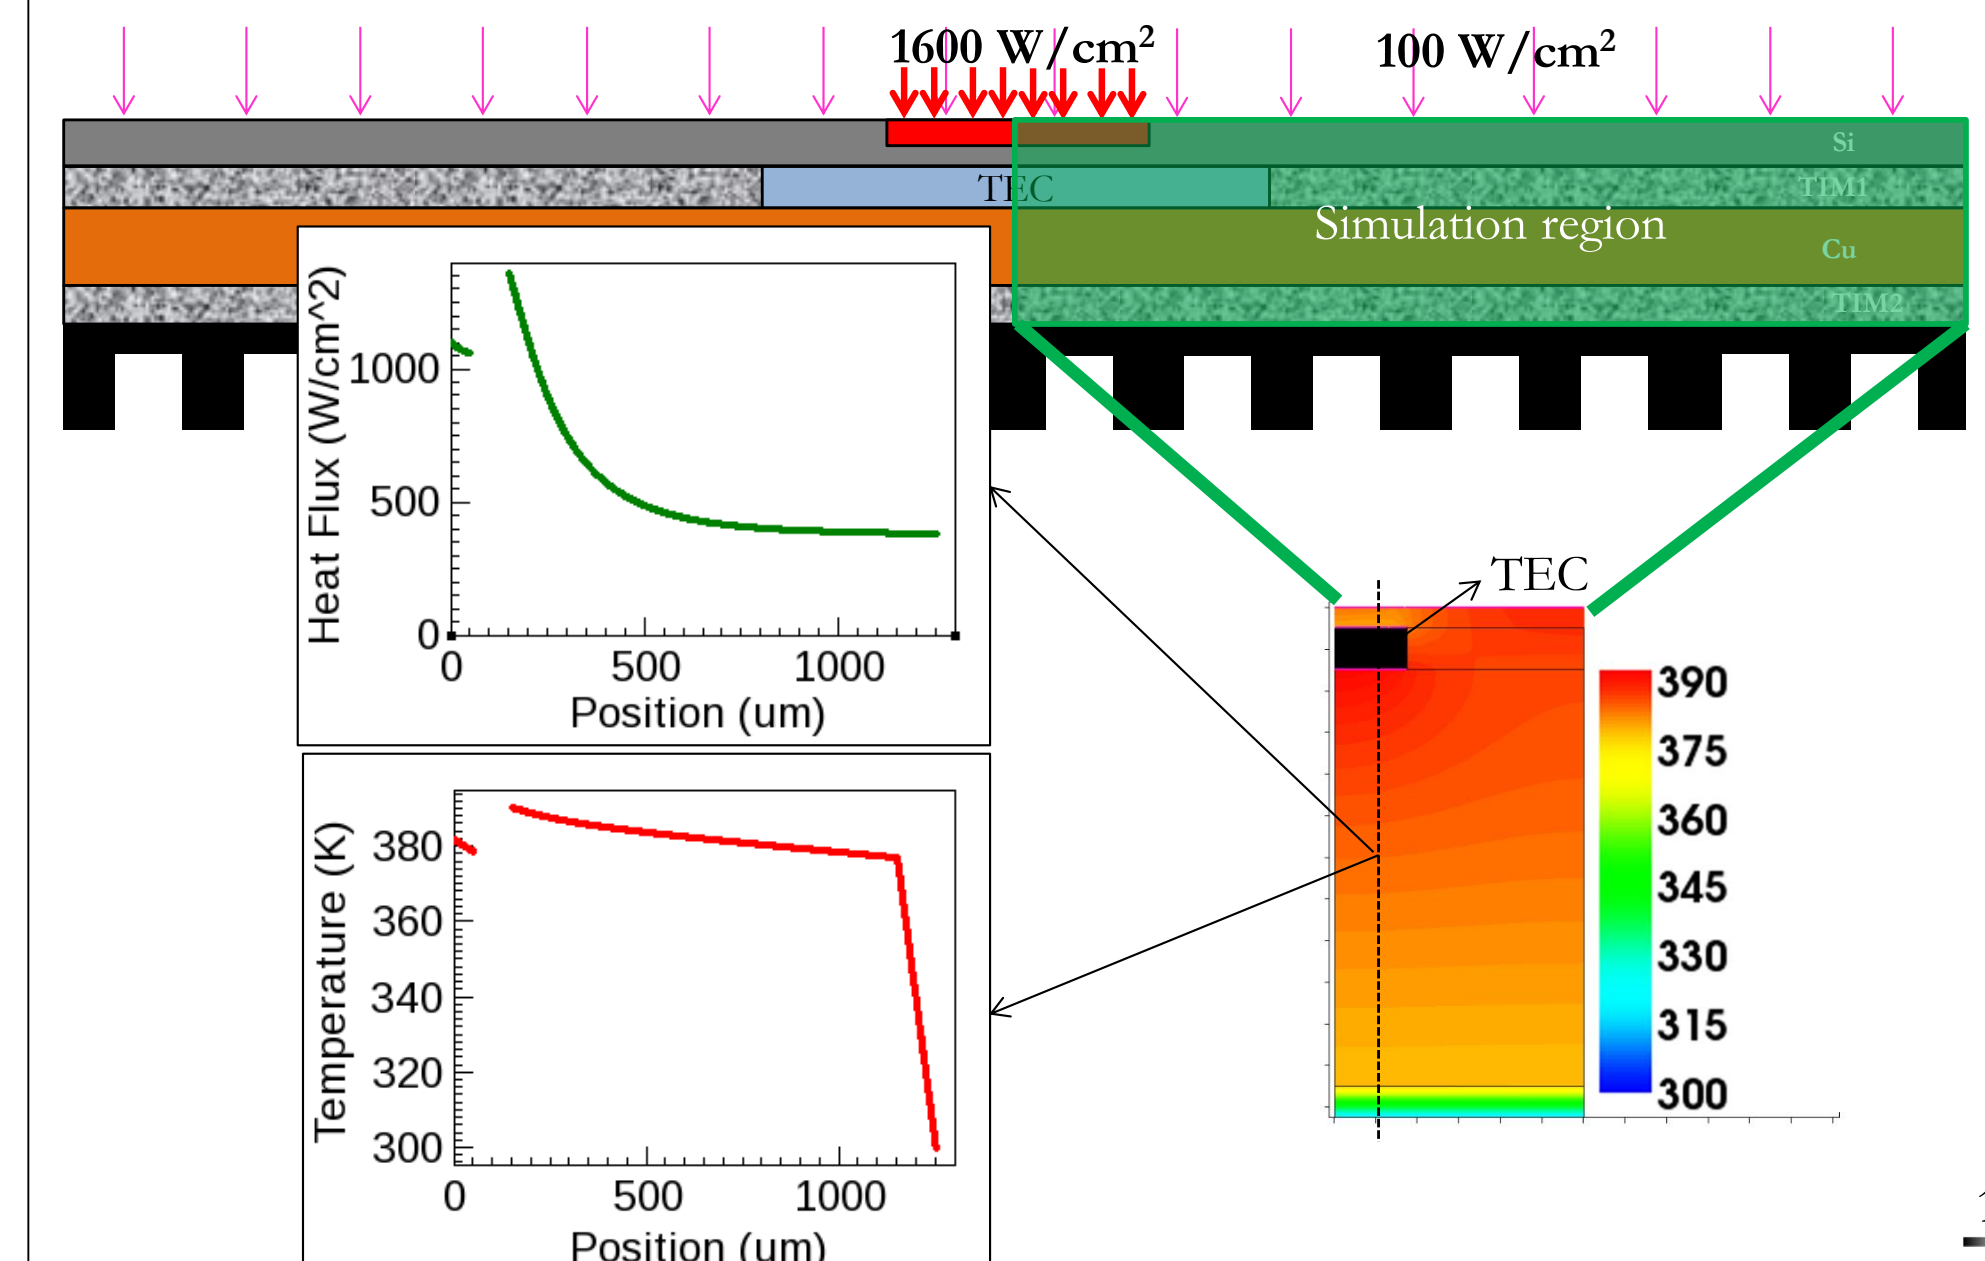 1600 W/cm²
100 W/cm²
Si
TEC
TIM1
Simulation region
Cu
TIM2
Heat Flux (W/cm^2)
1000
500
0
0 500 1000
Position (um)
TEC
390
375
360
345
330
315
300
Temperature (K)
380
360
340
320
300
0 500 1000
Position (um)